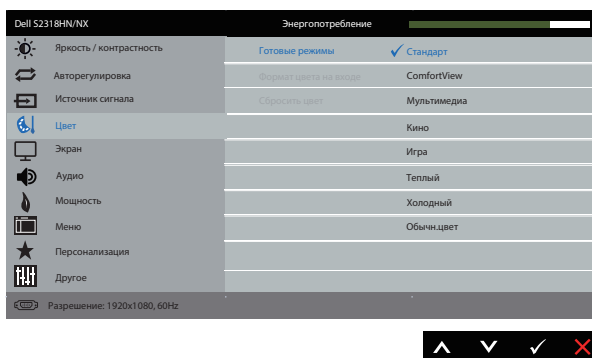 Dell S2318HN/NX
Энергопотребление
Яркость / контрастность
Готовые режимы
Стандарт
Авторегулировка
Формат цвета на входе
ComfortView
Источник сигнала
Сбросить цвет
Мультимедиа
Цвет
Кино
Экран
Игра
Аудио
Теплый
Мощность
Холодный
Меню
Обычн.цвет
Персонализация
Другое
Разрешение: 1920x1080, 60Hz